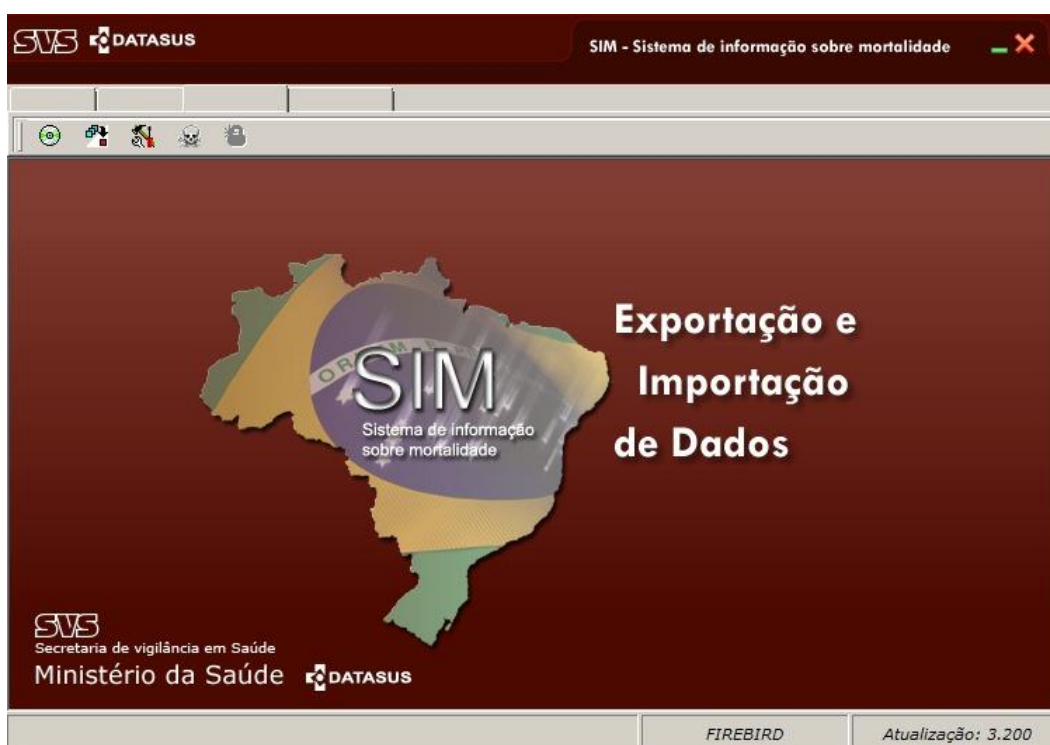 SVS DATASUS
SIM - Sistema de informação sobre mortalidade
Exportação e
Importação
de Dados
SIM
Sistema de informação
sobre mortalidade
SVS
Secretaria de vigilância em Saúde
Ministério da Saúde DATASUS
FIREBIRD
Atualização: 3.200